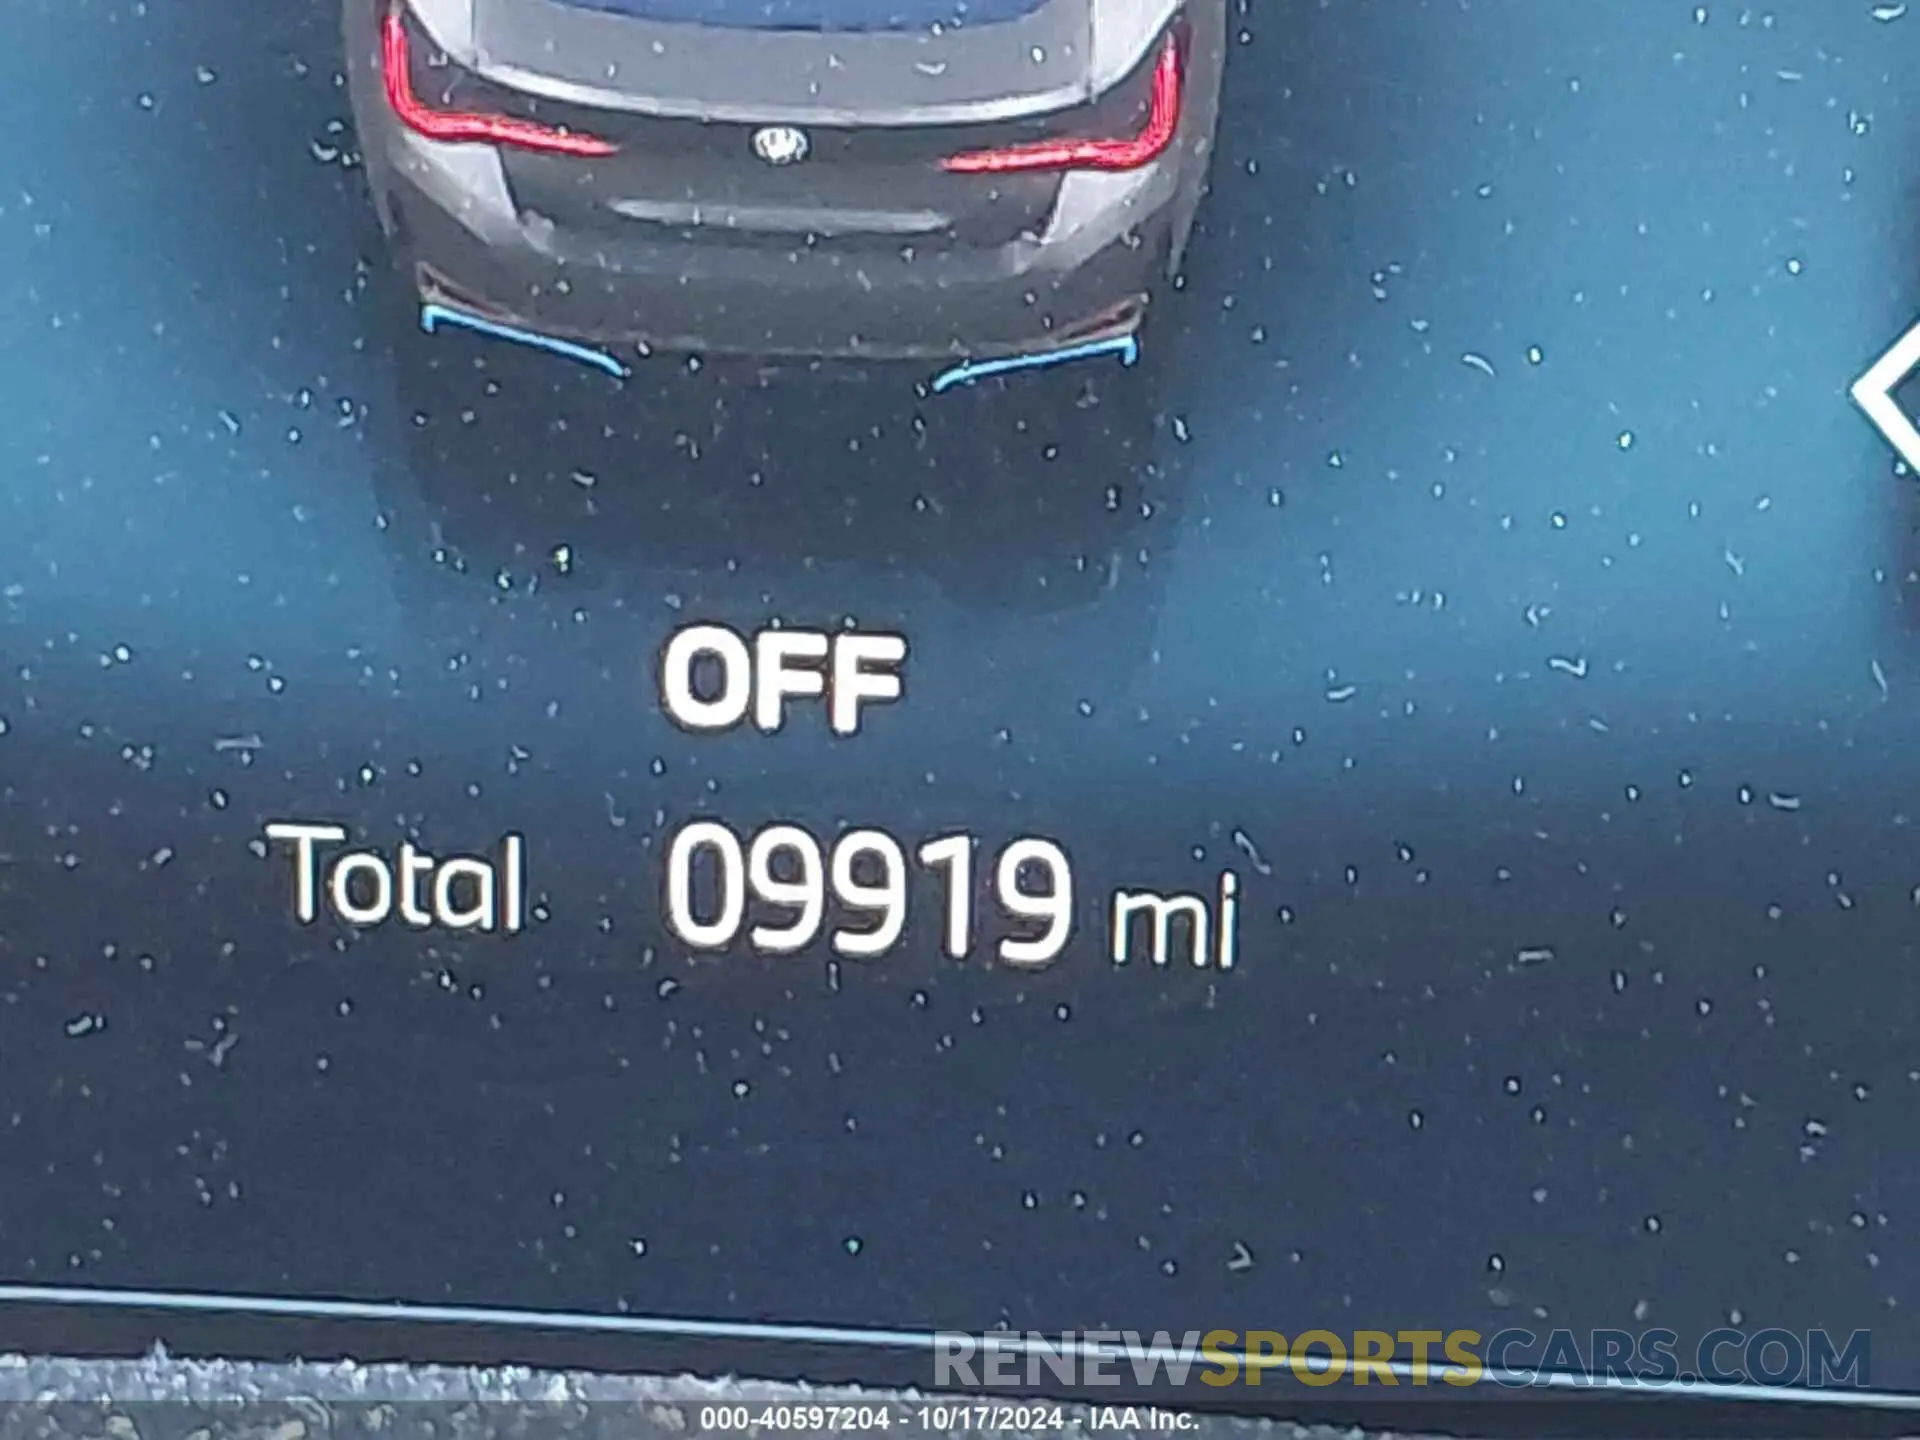 OFF
Total 09919 mi
RENEWSPORTSCARS.COM
000-40597204 - 10/17/2024 - IAA Inc.